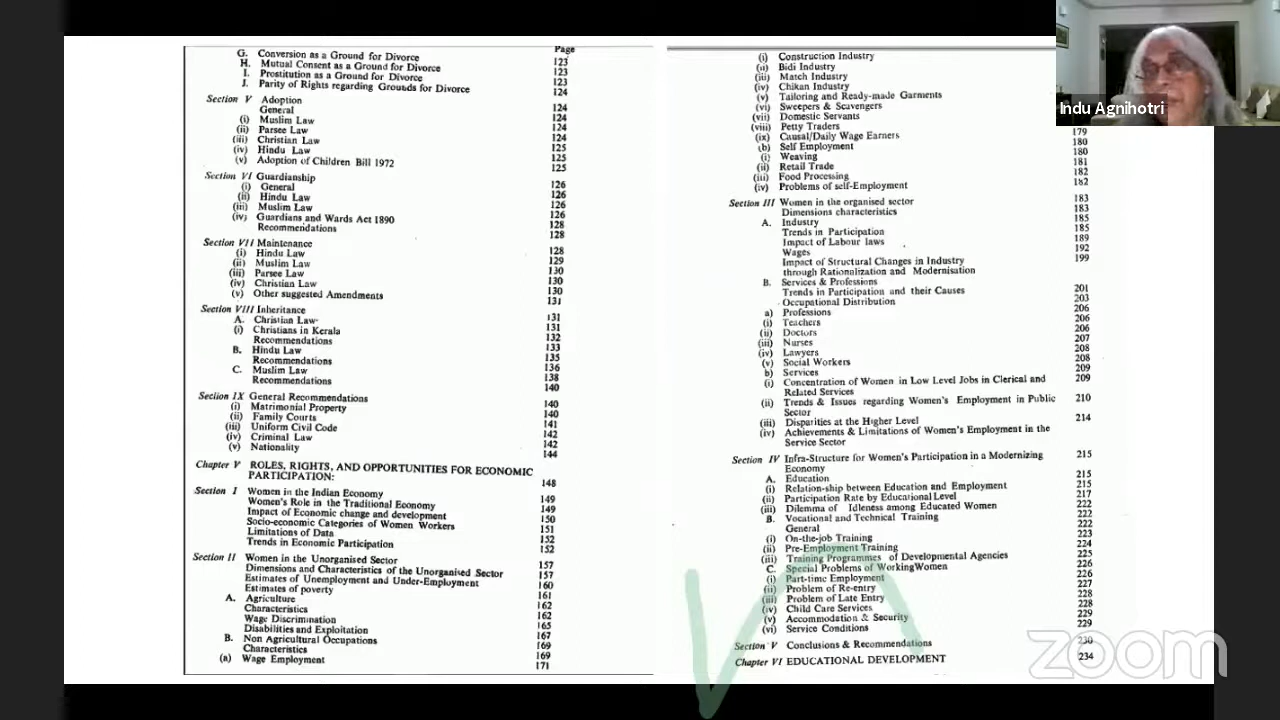 Page
G. Conversion as a Ground for Divorce 123
H. Mutual Consent as a Ground for Divorce 123
I. Prostitution as a Ground for Divorce 123
J. Parity of Rights regarding Grounds for Divorce 124
Section V Adoption 124
General 124
(i) Muslim Law 124
(ii) Parsee Law 124
(iii) Christian Law 125
(iv) Hindu Law 125
(v) Adoption of Children Bill 1972 125
Section VI Guardianship 126
(i) General 126
(ii) Hindu Law 126
(iii) Muslim Law 126
(iv) Guardians and Wards Act 1890 128
Recommendations 128
Section VII Maintenance 128
(i) Hindu Law 129
(ii) Muslim Law 130
(iii) Parsee Law 130
(iv) Christian Law 130
(v) Other suggested Amendments 131
Section VIII Inheritance 131
A. Christian Law 131
(i) Christians in Kerala 132
Recommendations 133
B. Hindu Law 135
Recommendations 136
C. Muslim Law 138
Recommendations 140
Section IX General Recommendations 140
(i) Matrimonial Property 140
(ii) Family Courts 141
(iii) Uniform Civil Code 142
(iv) Criminal Law 142
(v) Nationality 144
Chapter V ROLES, RIGHTS, AND OPPORTUNITIES FOR ECONOMIC
PARTICIPATION: 148
Section I Women in the Indian Economy 149
Women's Role in the Traditional Economy 149
Impact of Economic change and development 150
Socio-economic Categories of Women Workers 151
Limitations of Data 152
Trends in Economic Participation 152
Section II Women in the Unorganised Sector 157
Dimensions and Characteristics of the Unorganised Sector 157
Estimates of Unemployment and Under-Employment 160
Estimates of poverty 161
A. Agriculture 162
Characteristics 162
Wage Discrimination 165
Disabilities and Exploitation 167
B. Non Agricultural Occupations 169
Characteristics 169
(a) Wage Employment 171
(i) Construction Industry
(ii) Bidi Industry
(iii) Match Industry
(iv) Chikan Industry
(v) Tailoring and Ready-made Garments
(vi) Sweepers & Scavengers
(vii) Domestic Servants
(viii) Petty Traders 179
(ix) Causal/Daily Wage Earners 180
(b) Self Employment 180
(i) Weaving 181
(ii) Retail Trade 182
(iii) Food Processing 182
(iv) Problems of self-Employment
Section III Women in the organised sector 183
Dimensions characteristics 183
A. Industry 185
Trends in Participation 185
Impact of Labour laws 189
Wages 192
Impact of Structural Changes in Industry 199
through Rationalization and Modernisation
B. Services & Professions 201
Trends in Participation and their Causes 203
Occupational Distribution 206
a) Professions 206
(i) Teachers 206
(ii) Doctors 207
(iii) Nurses 208
(iv) Lawyers 208
(v) Social Workers 209
b) Services 209
(i) Concentration of Women in Low Level Jobs in Clerical and
Related Services
(ii) Trends & Issues regarding Women's Employment in Public 210
Sector
(iii) Disparities at the Higher Level 214
(iv) Achievements & Limitations of Women's Employment in the
Service Sector
Section IV Infra-Structure for Women's Participation in a Modernizing 215
Economy
A. Education 215
(i) Relation-ship between Education and Employment 215
(ii) Participation Rate by Educational Level 217
(iii) Dilemma of Idleness among Educated Women 222
B. Vocational and Technical Training 222
General 222
(i) On-the-job Training 223
(ii) Pre-Employment Training 224
(iii) Training Programmes of Developmental Agencies 225
C. Special Problems of WorkingWomen 226
(i) Part-time Employment 226
(ii) Problem of Re-entry 227
(iii) Problem of Late Entry 228
(iv) Child Care Services 228
(v) Accommodation & Security 229
(vi) Service Conditions 229
Section V Conclusions & Recommendations 230
Chapter VI EDUCATIONAL DEVELOPMENT 234
Indu Agnihotri
zoom